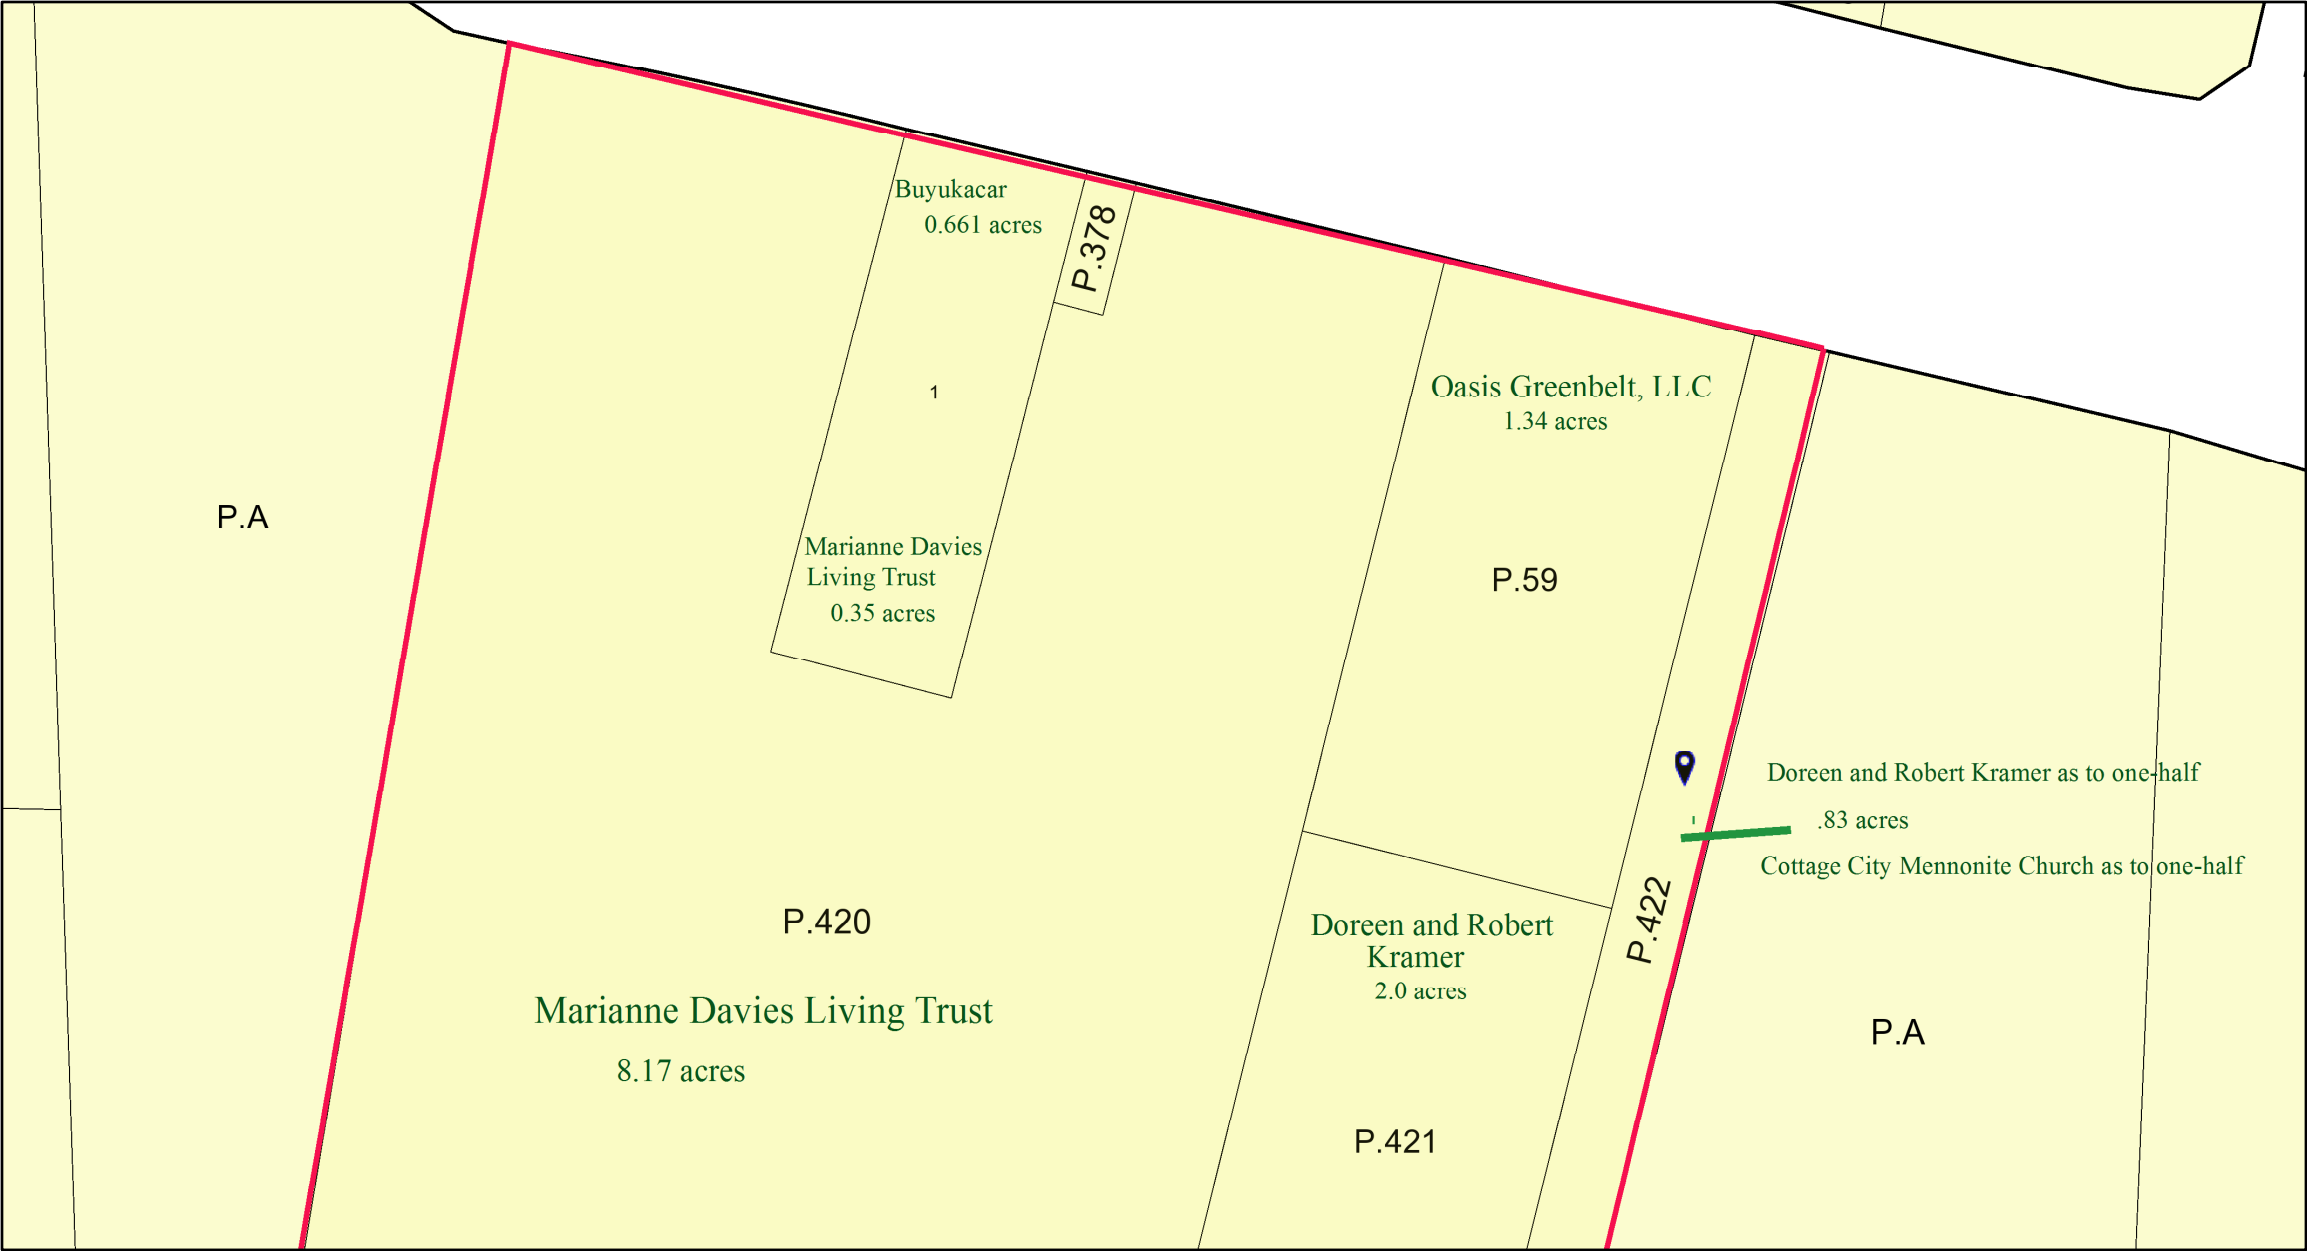 Buyukacar
0.661 acres
P.378
1
Oasis Greenbelt, LLC
1.34 acres
P.A
Marianne Davies
Living Trust
0.35 acres
P.59
Doreen and Robert Kramer as to one-half
.83 acres
Cottage City Mennonite Church as to one-half
P.422
P.420
Doreen and Robert
Kramer
2.0 acres
Marianne Davies Living Trust
8.17 acres
P.A
P.421